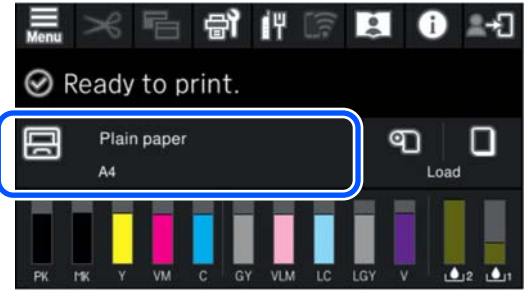 Menu
Ready to print.
Plain paper
A4
Load
PK MK Y VM C GY VLM LC LGY V 2 1